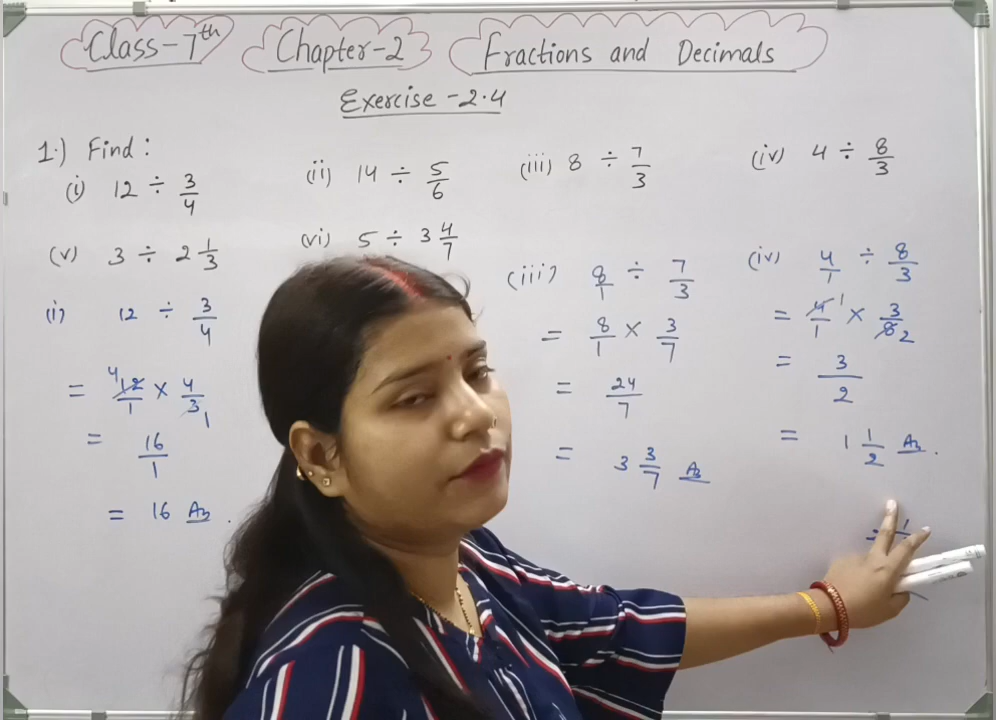 Class-7th Chapter-2 Fractions and Decimals
Exercise -2.4
1.) Find :
(i) 12 ÷ 3/4 (ii) 14 ÷ 5/6 (iii) 8 ÷ 7/3 (iv) 4 ÷ 8/3
(v) 3 ÷ 2 1/3 (vi) 5 ÷ 3 4/7
(i) 12 ÷ 3/4
= 4 12/1 × 4/3 1
= 16/1
= 16 Ans.
(iii) 8/1 ÷ 7/3
= 8/1 × 3/7
= 24/7
= 3 3/7 Ans
(iv) 4/1 ÷ 8/3
= 4 1/1 × 3/8 2
= 3/2
= 1 1/2 Ans.